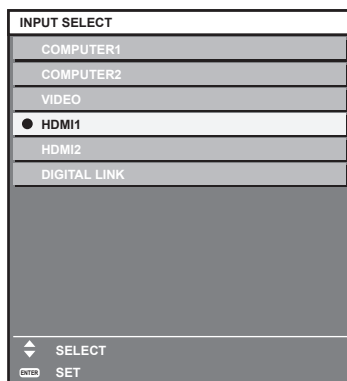 INPUT SELECT
COMPUTER1
COMPUTER2
VIDEO
HDMI1
HDMI2
DIGITAL LINK
SELECT
ENTER SET